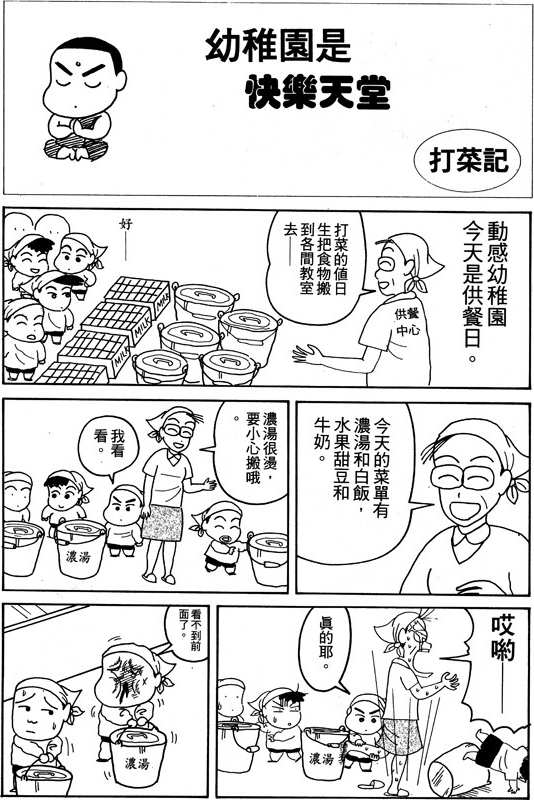 幼稚園是
快樂天堂
打菜記
動感幼稚園
今天是供餐日。
供餐
中心
打菜的值日
生把食物搬
到各間教室
去——
好——
MILK
MILK
MILK
MILK
今天的菜單有
濃湯和白飯，
水果甜豆和
牛奶。
濃湯很燙，
要小心搬哦
。
我看
看。
濃湯
哎喲——
真的耶。
濃湯
看不到前
面了。
濃湯